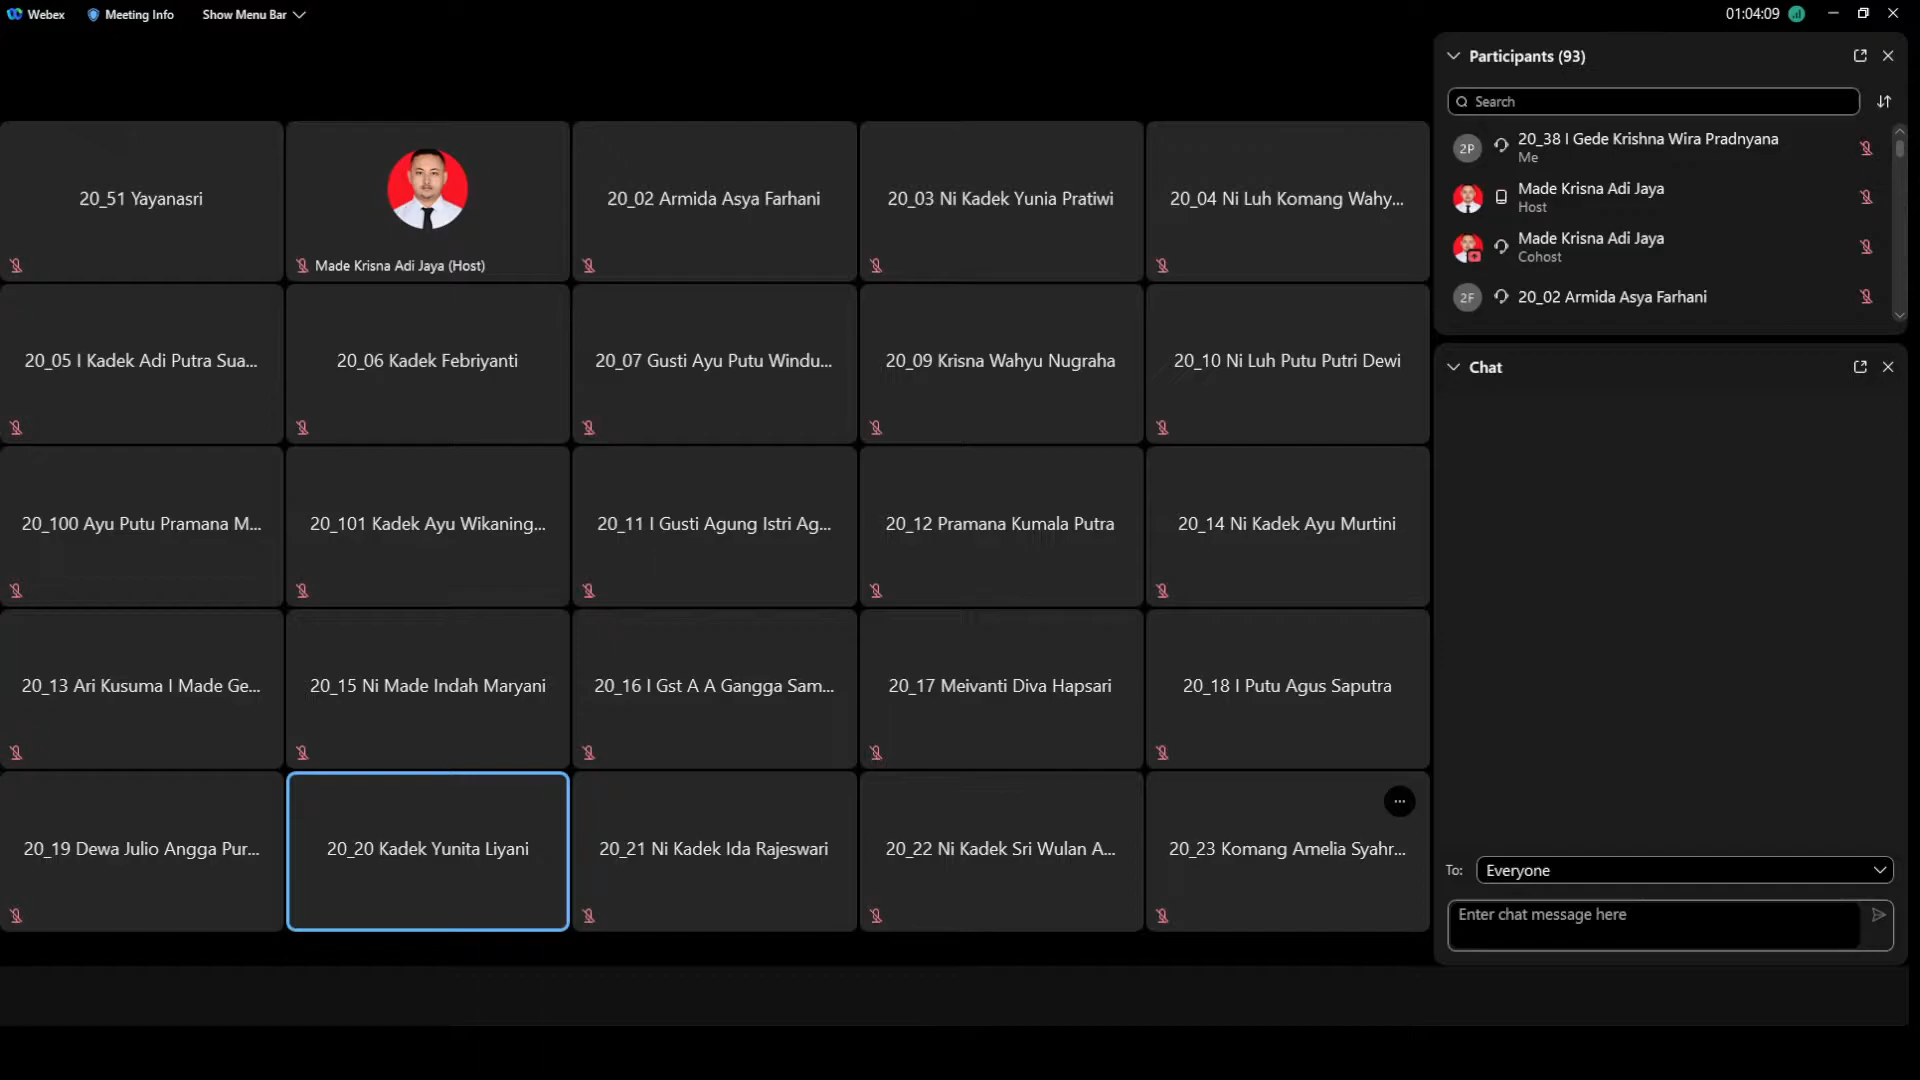 Webex Meeting Info Show Menu Bar 01:04:09
20_51 Yayanasri
Made Krisna Adi Jaya (Host)
20_02 Armida Asya Farhani
20_03 Ni Kadek Yunia Pratiwi
20_04 Ni Luh Komang Wahy...
20_05 I Kadek Adi Putra Sua...
20_06 Kadek Febriyanti
20_07 Gusti Ayu Putu Windu...
20_09 Krisna Wahyu Nugraha
20_10 Ni Luh Putu Putri Dewi
20_100 Ayu Putu Pramana M...
20_101 Kadek Ayu Wikaning...
20_11 I Gusti Agung Istri Ag...
20_12 Pramana Kumala Putra
20_14 Ni Kadek Ayu Murtini
20_13 Ari Kusuma I Made Ge...
20_15 Ni Made Indah Maryani
20_16 I Gst A A Gangga Sam...
20_17 Meivanti Diva Hapsari
20_18 I Putu Agus Saputra
20_19 Dewa Julio Angga Pur...
20_20 Kadek Yunita Liyani
20_21 Ni Kadek Ida Rajeswari
20_22 Ni Kadek Sri Wulan A...
20_23 Komang Amelia Syahr...
Participants (93)
Search
2P 20_38 I Gede Krishna Wira Pradnyana
Me
Made Krisna Adi Jaya
Host
Made Krisna Adi Jaya
Cohost
2F 20_02 Armida Asya Farhani
Chat
To: Everyone
Enter chat message here